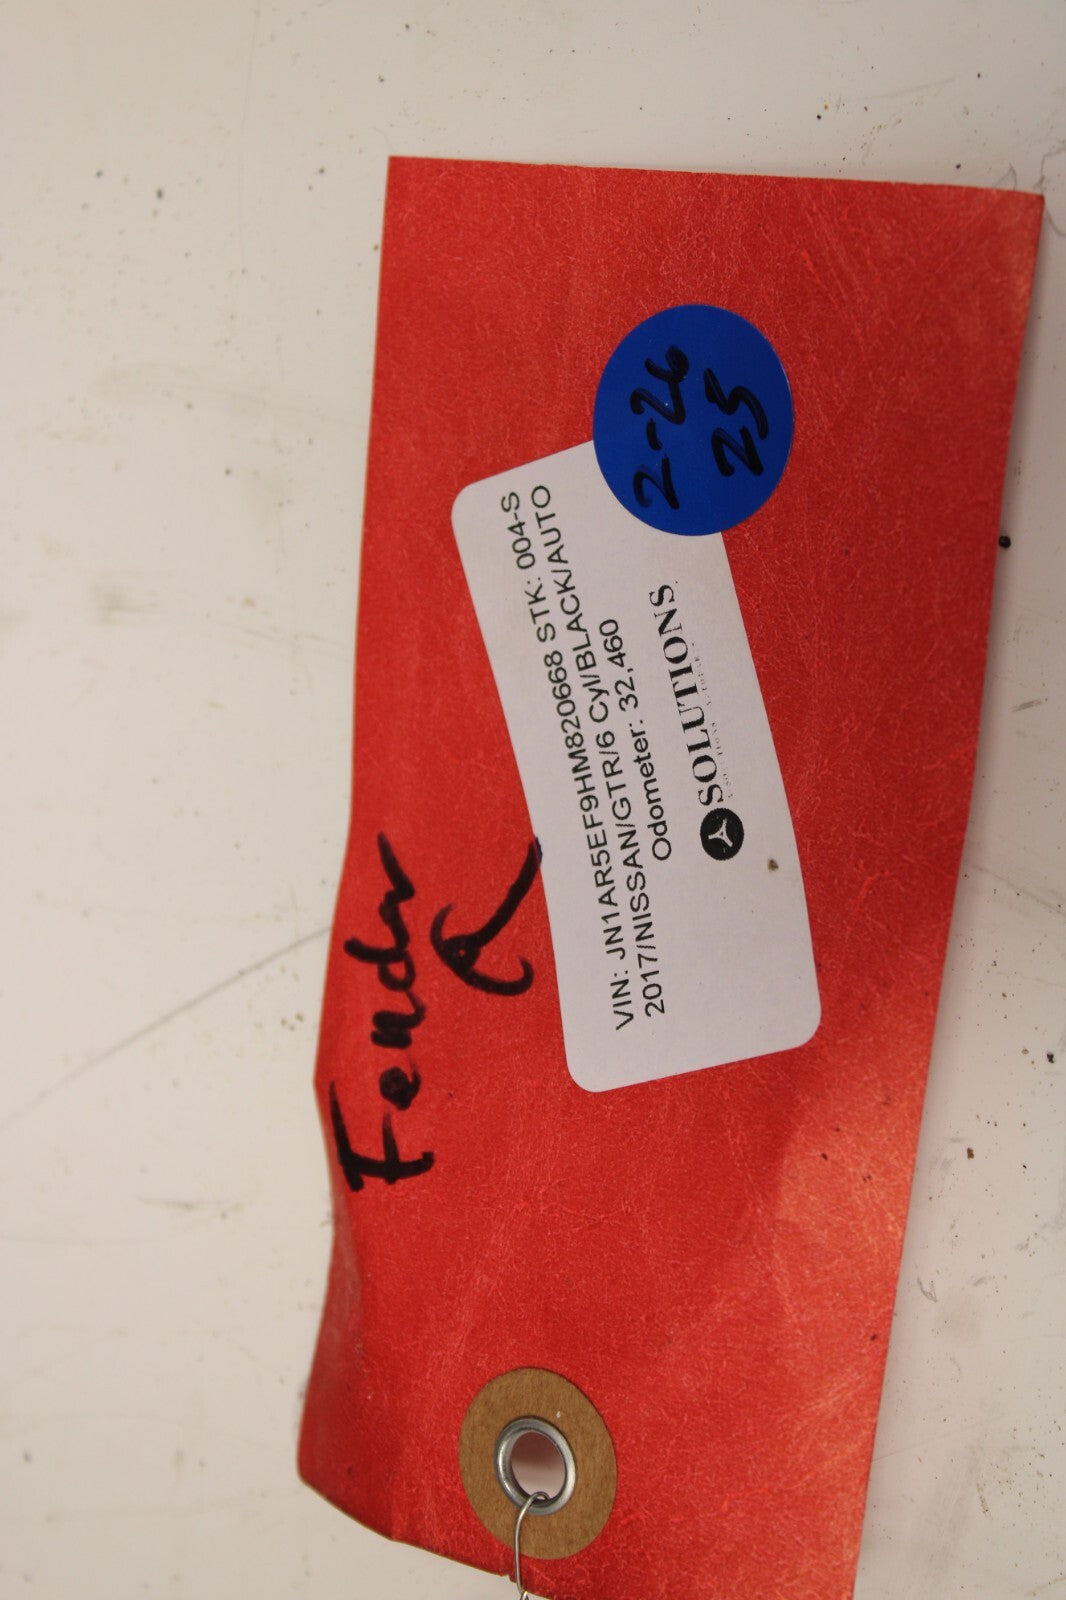 Fender
R
VIN: JN1AR5EF9HM820668 STK: 004-S
2017/NISSAN/GTR/6 Cyl/BLACK/AUTO
Odometer: 32,460
SOLUTIONS
2-26
25